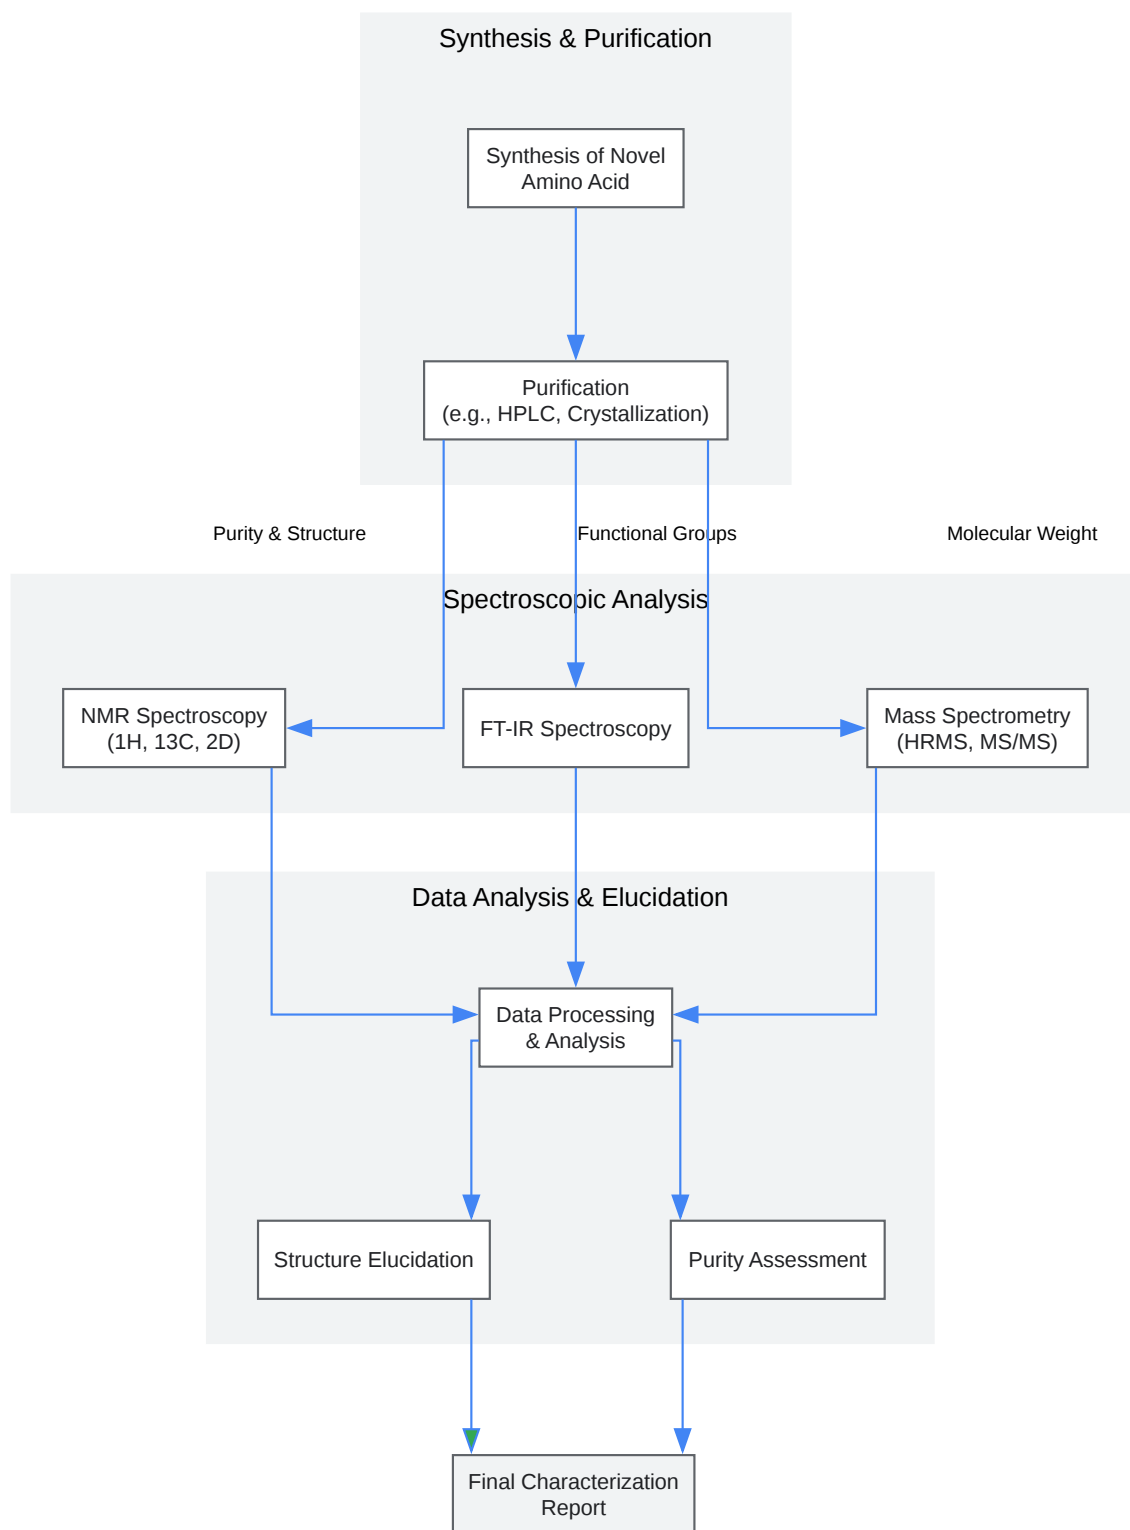 Synthesis & Purification
Synthesis of Novel
Amino Acid
Purification
(e.g., HPLC, Crystallization)
Purity & Structure
Functional Groups
Molecular Weight
Spectroscopic Analysis
NMR Spectroscopy
(1H, 13C, 2D)
FT-IR Spectroscopy
Mass Spectrometry
(HRMS, MS/MS)
Data Analysis & Elucidation
Data Processing
& Analysis
Structure Elucidation
Purity Assessment
Final Characterization
Report